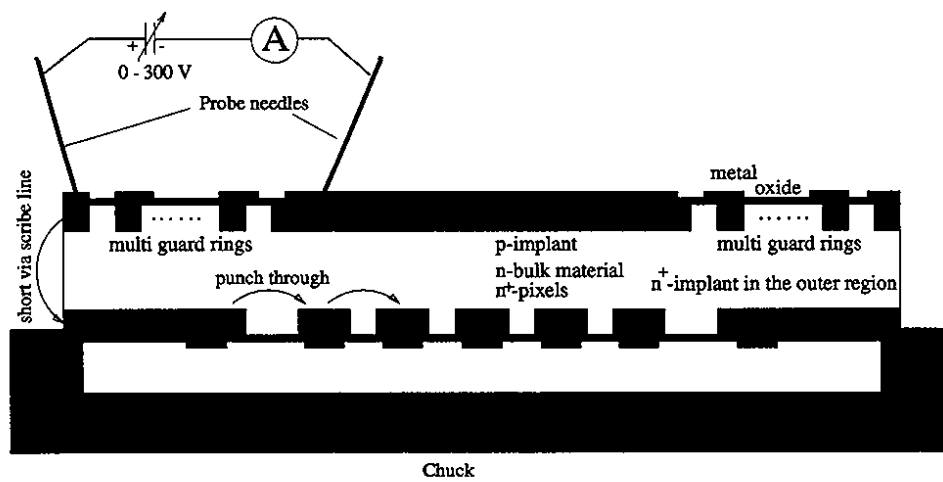 A
+ -
0 - 300 V
Probe needles
short via scribe line
metal
oxide
multi guard rings
p-implant
multi guard rings
n-bulk material
punch through
n⁺-pixels
n⁺-implant in the outer region
Chuck